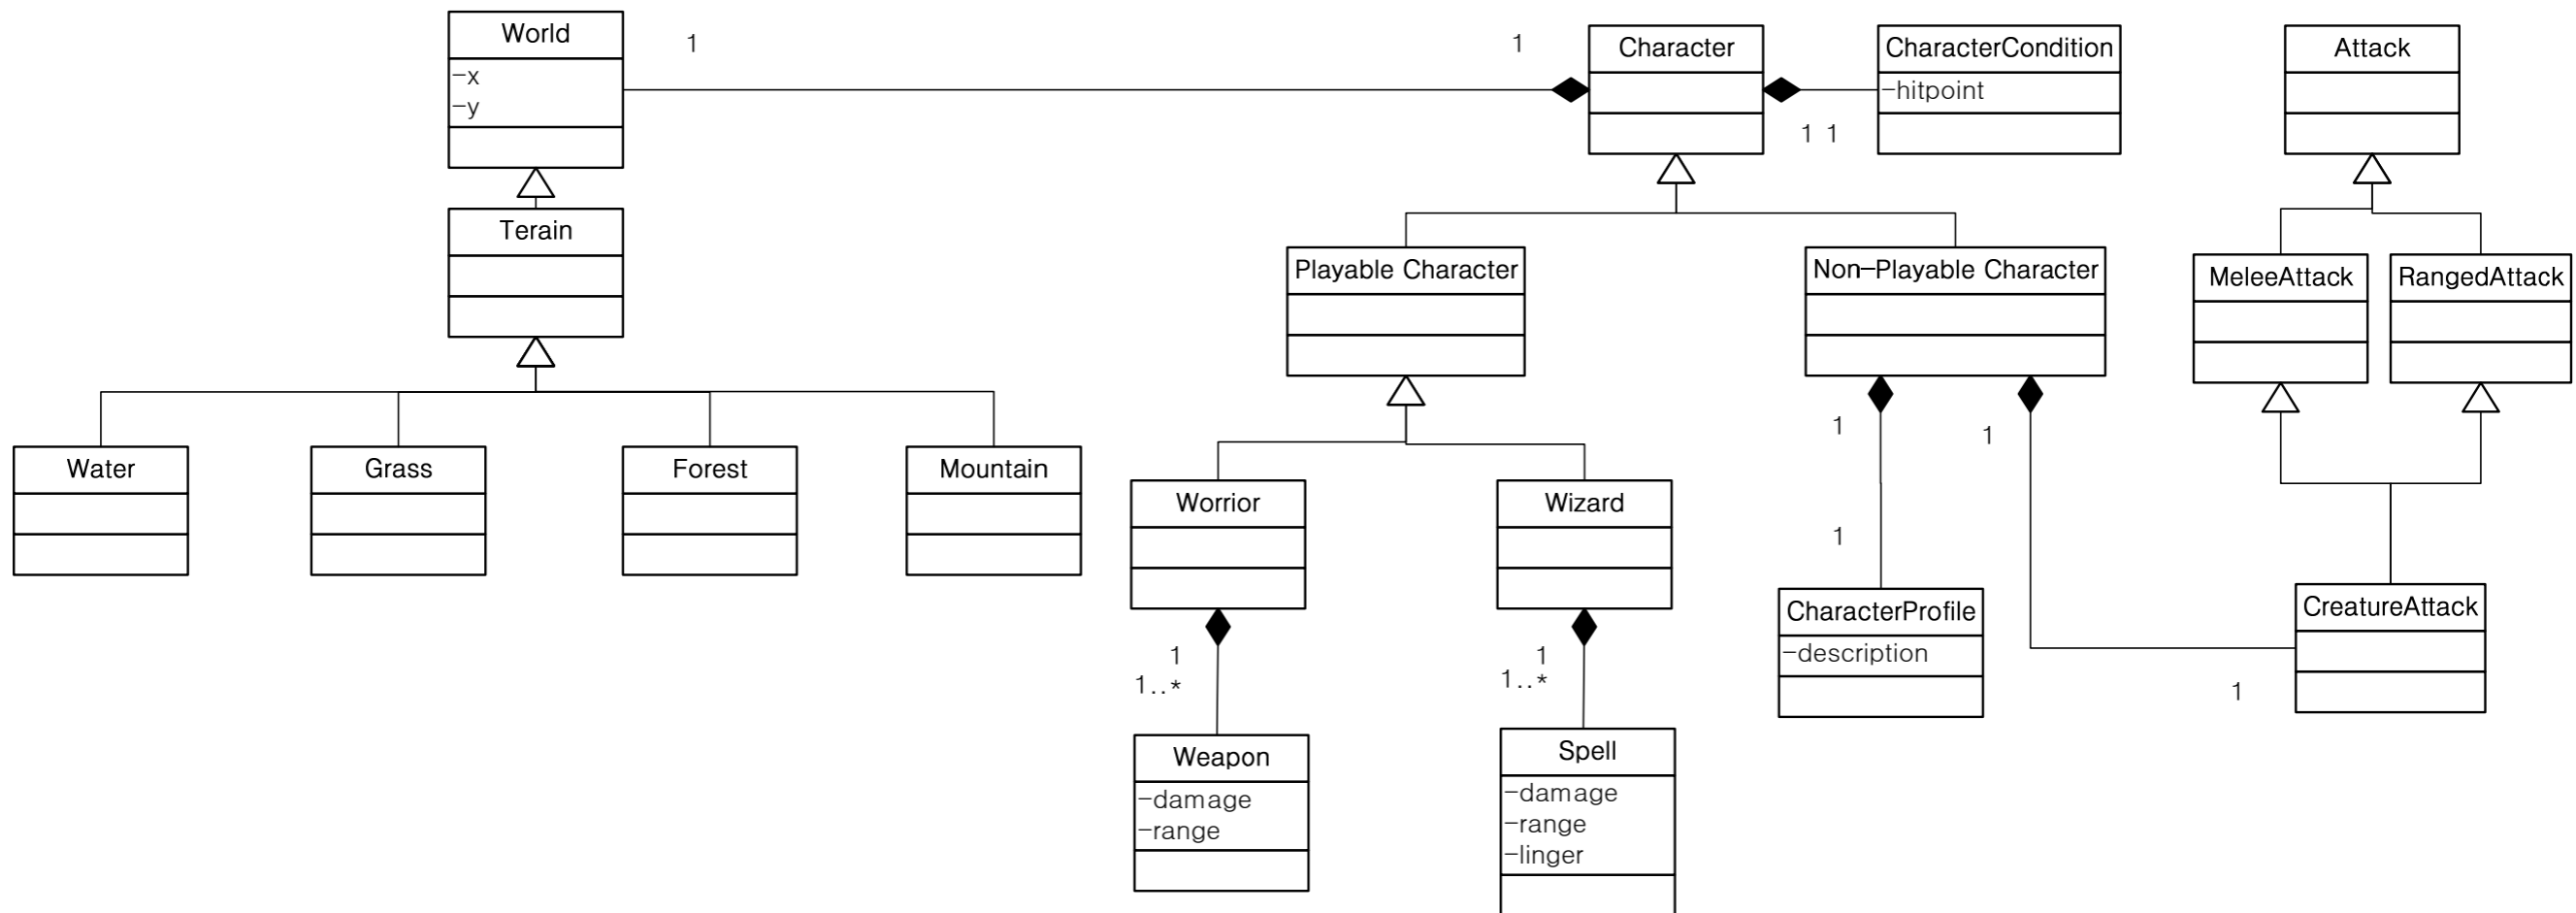 World
-x
-y
1
1
Character
CharacterCondition
-hitpoint
1 1
Attack
Terain
Playable Character
Non-Playable Character
MeleeAttack
RangedAttack
Water
Grass
Forest
Mountain
Worrior
Wizard
1
1
1
1
1..*
1
1..*
CharacterProfile
-description
CreatureAttack
1
Weapon
-damage
-range
Spell
-damage
-range
-linger